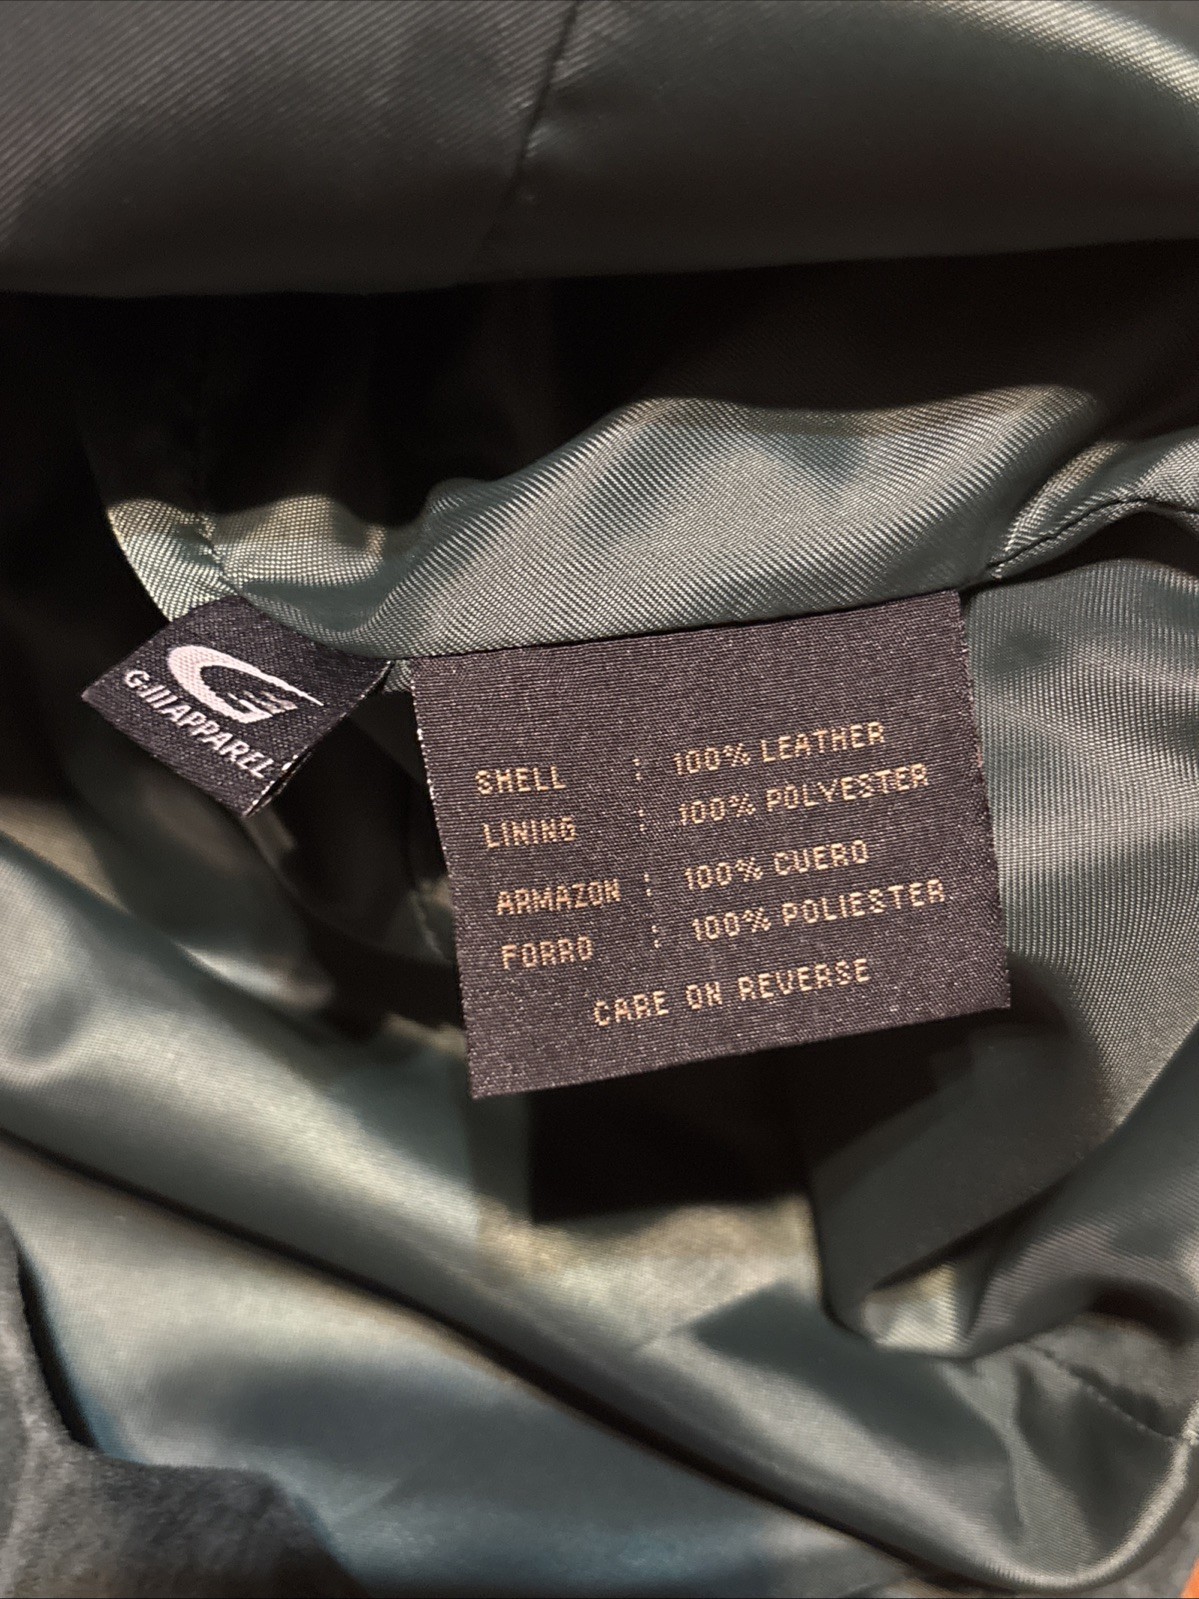 G-III APPAREL
SHELL : 100% LEATHER
LINING : 100% POLYESTER
ARMAZON : 100% CUERO
FORRO : 100% POLIESTER
CARE ON REVERSE